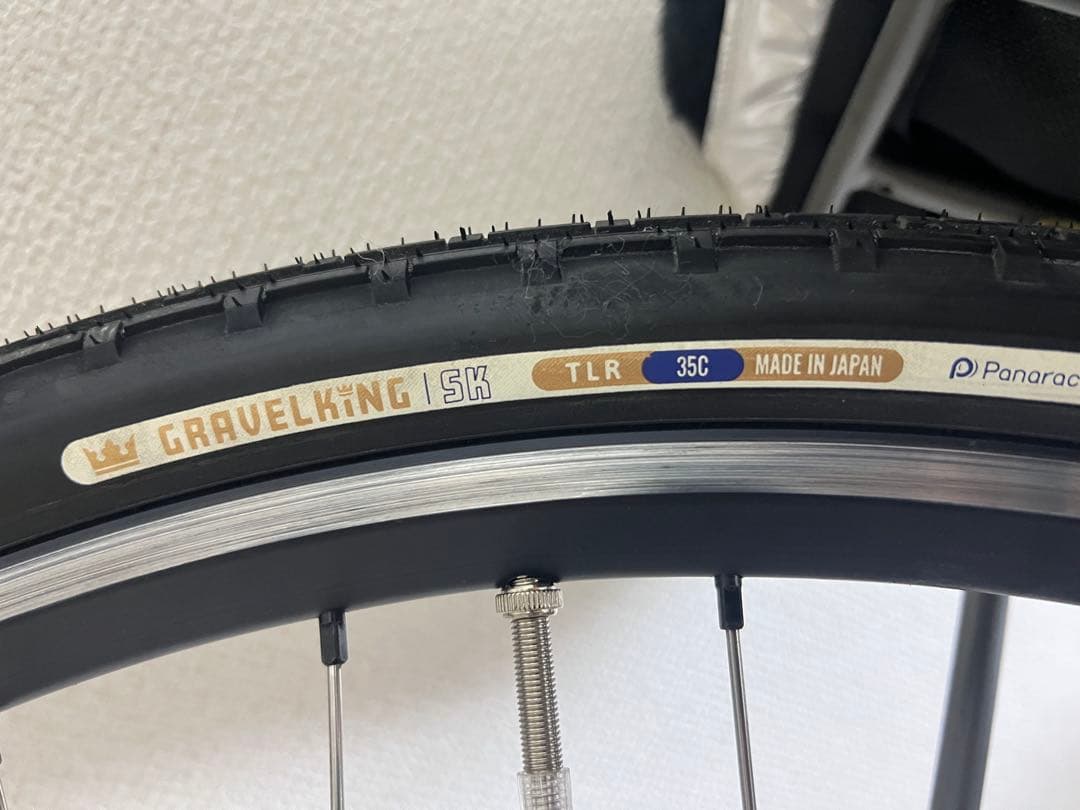 GRAVELKING | SK TLR 35C MADE IN JAPAN Panarac